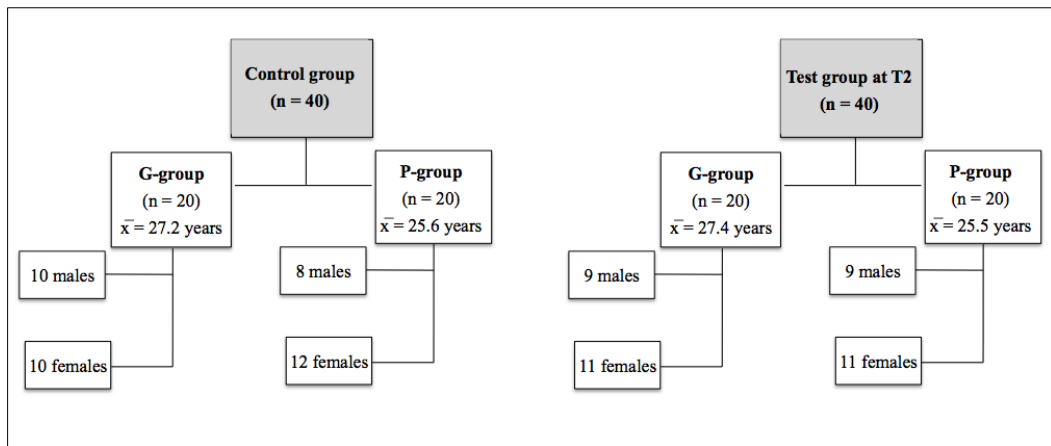 Control group
(n = 40)
G-group
(n = 20)
x̅ = 27.2 years
10 males
10 females
P-group
(n = 20)
x̅ = 25.6 years
8 males
12 females
Test group at T2
(n = 40)
G-group
(n = 20)
x̅ = 27.4 years
9 males
11 females
P-group
(n = 20)
x̅ = 25.5 years
9 males
11 females